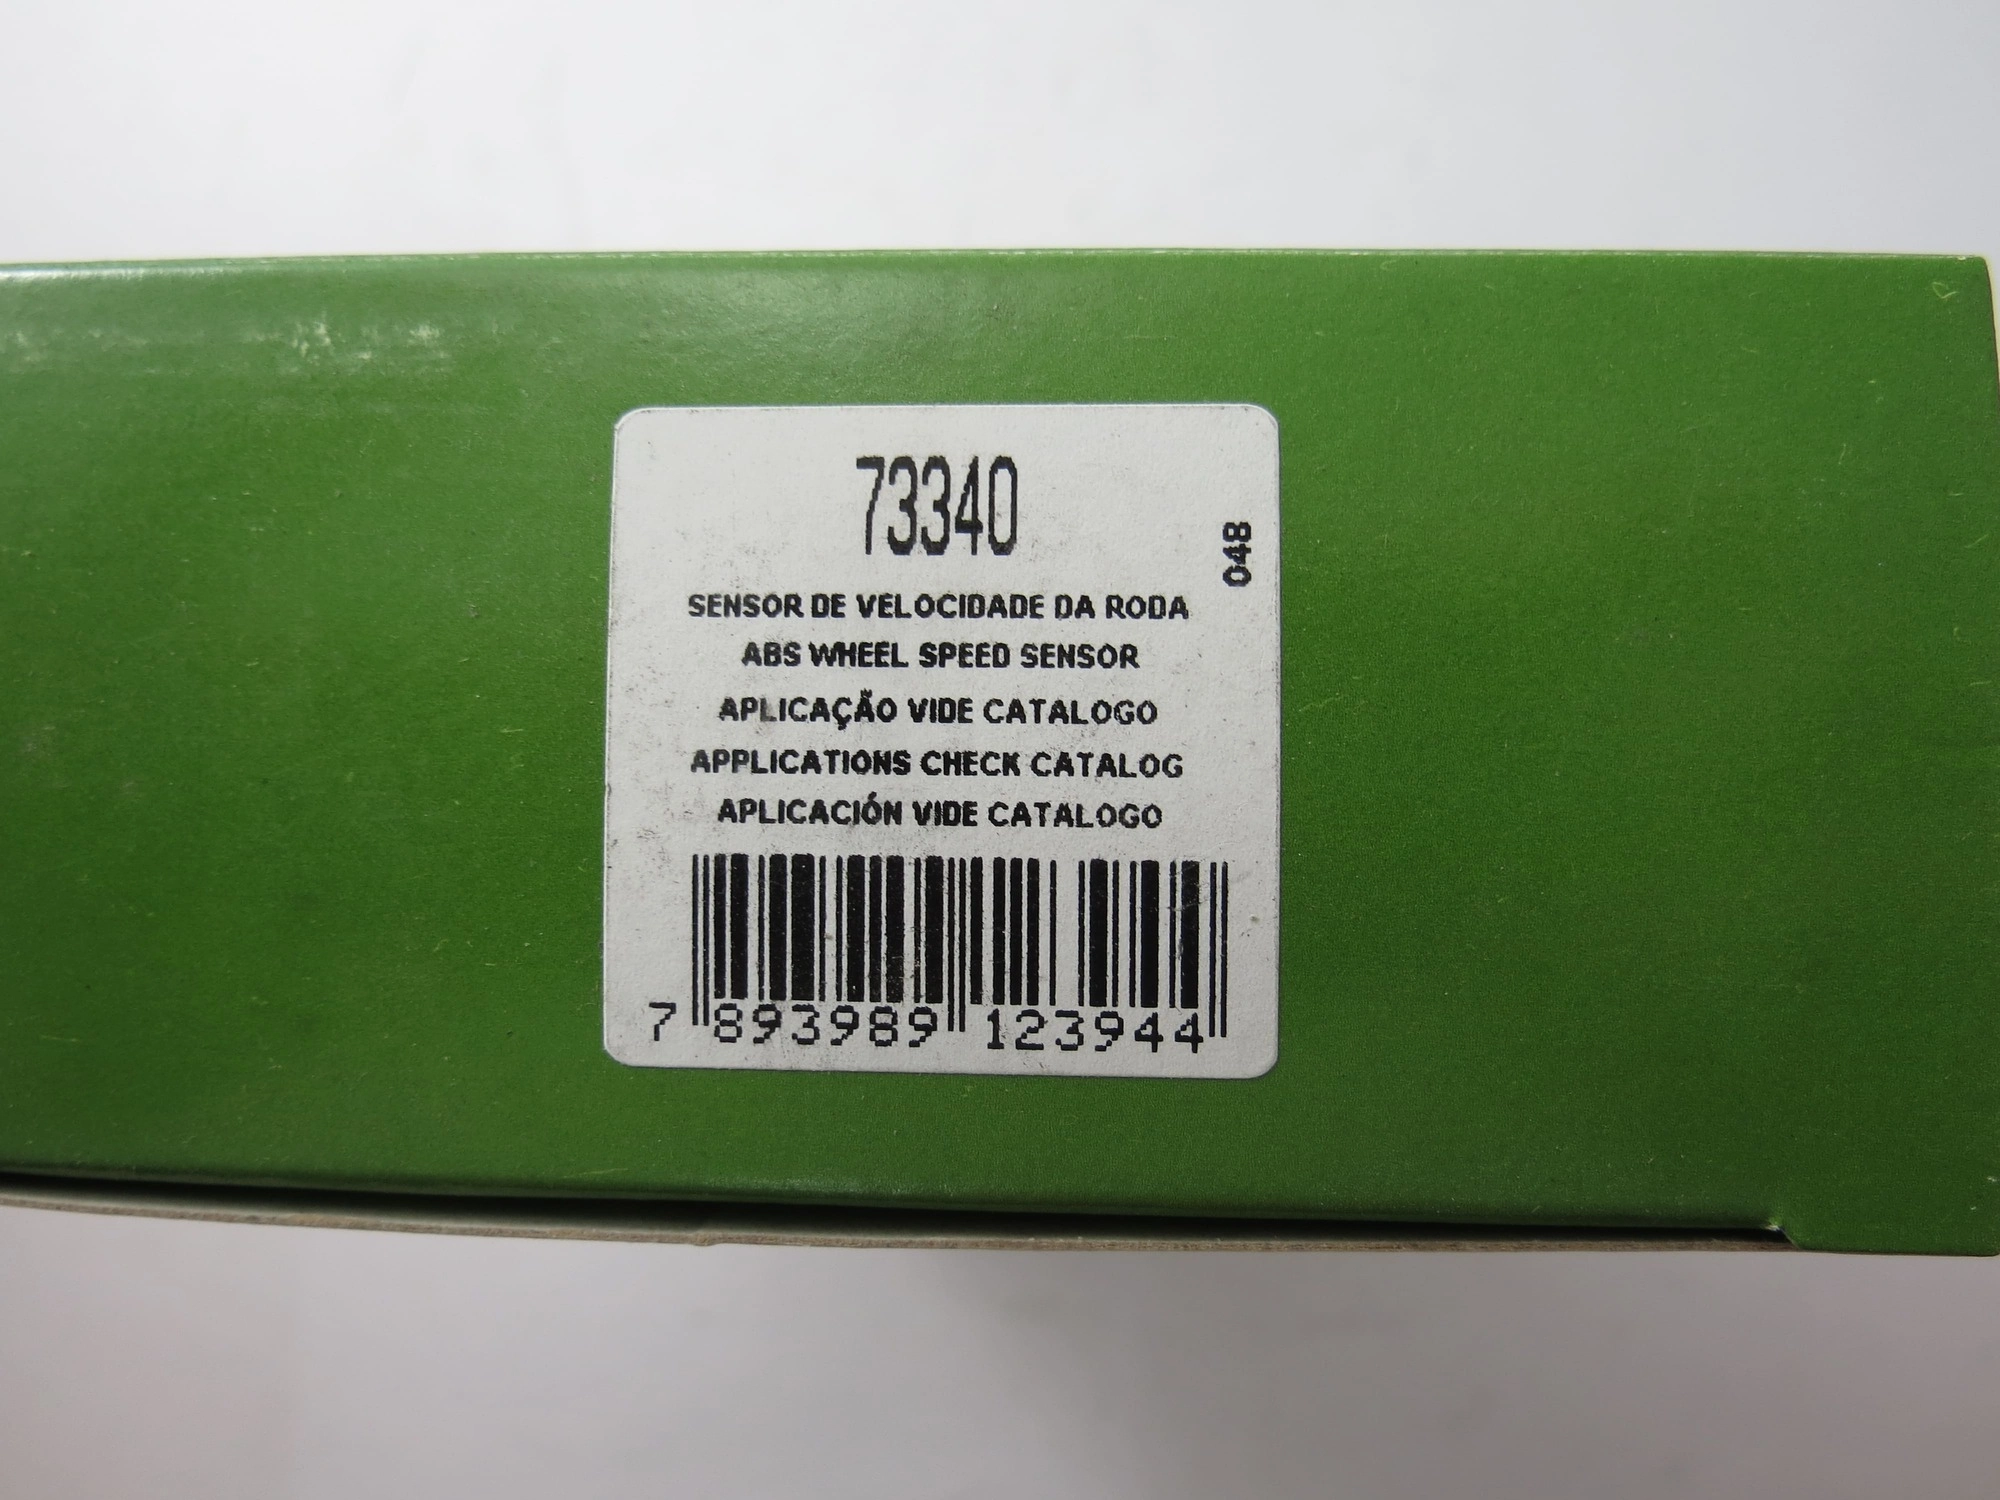 73340
048
SENSOR DE VELOCIDADE DA RODA
ABS WHEEL SPEED SENSOR
APLICAÇÃO VIDE CATALOGO
APPLICATIONS CHECK CATALOG
APLICACIÓN VIDE CATALOGO
7 893989 123944